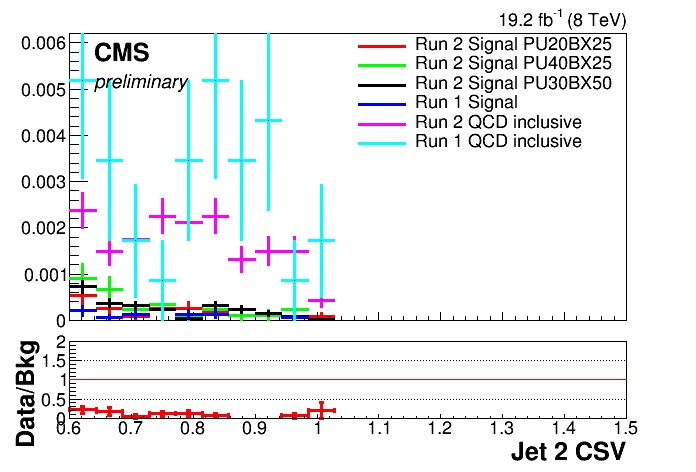 19.2 fb-1 (8 TeV)
CMS
preliminary
Run 2 Signal PU20BX25
Run 2 Signal PU40BX25
Run 2 Signal PU30BX50
Run 1 Signal
Run 2 QCD inclusive
Run 1 QCD inclusive
0.006
0.005
0.004
0.003
0.002
0.001
0
Data/Bkg
2
1.5
1
0.5
0
0.6 0.7 0.8 0.9 1 1.1 1.2 1.3 1.4 1.5
Jet 2 CSV